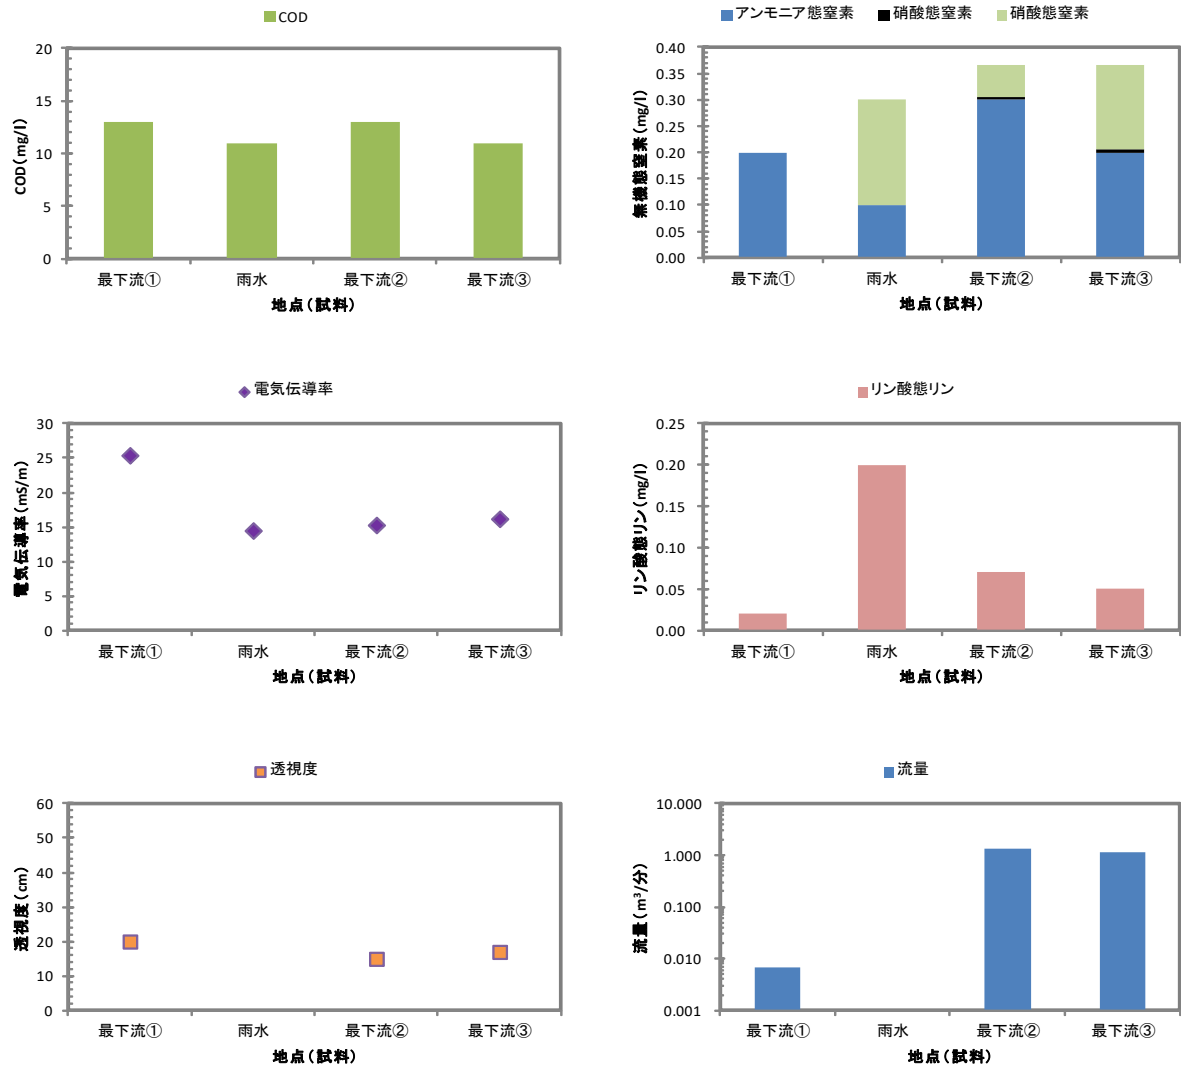 COD
20
15
10
5
0
COD(mg/l)
最下流① 雨水 最下流② 最下流③
地点(試料)
アンモニア態窒素 硝酸態窒素 硝酸態窒素
0.40
0.35
0.30
0.25
0.20
0.15
0.10
0.05
0.00
無機態窒素(mg/l)
最下流① 雨水 最下流② 最下流③
地点(試料)
電気伝導率
30
25
20
15
10
5
0
電気伝導率(mS/m)
最下流① 雨水 最下流② 最下流③
地点(試料)
リン酸態リン
0.25
0.20
0.15
0.10
0.05
0.00
リン酸態リン(mg/l)
最下流① 雨水 最下流② 最下流③
地点(試料)
透視度
60
50
40
30
20
10
0
透視度(cm)
最下流① 雨水 最下流② 最下流③
地点(試料)
流量
10.000
1.000
0.100
0.010
0.001
流量(m³/分)
最下流① 雨水 最下流② 最下流③
地点(試料)